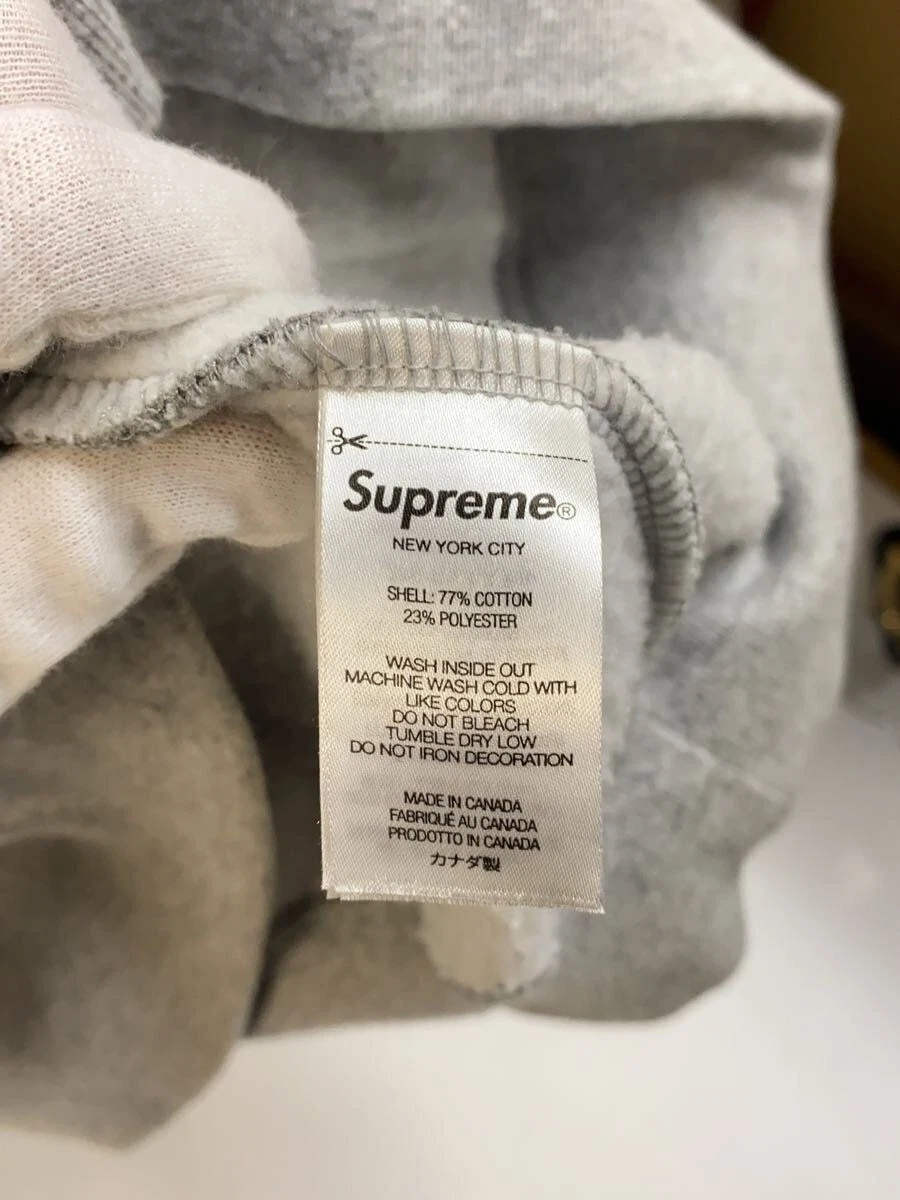 Supreme®
NEW YORK CITY
SHELL: 77% COTTON
23% POLYESTER
WASH INSIDE OUT
MACHINE WASH COLD WITH
LIKE COLORS
DO NOT BLEACH
TUMBLE DRY LOW
DO NOT IRON DECORATION
MADE IN CANADA
FABRIQUÉ AU CANADA
PRODOTTO IN CANADA
カナダ製